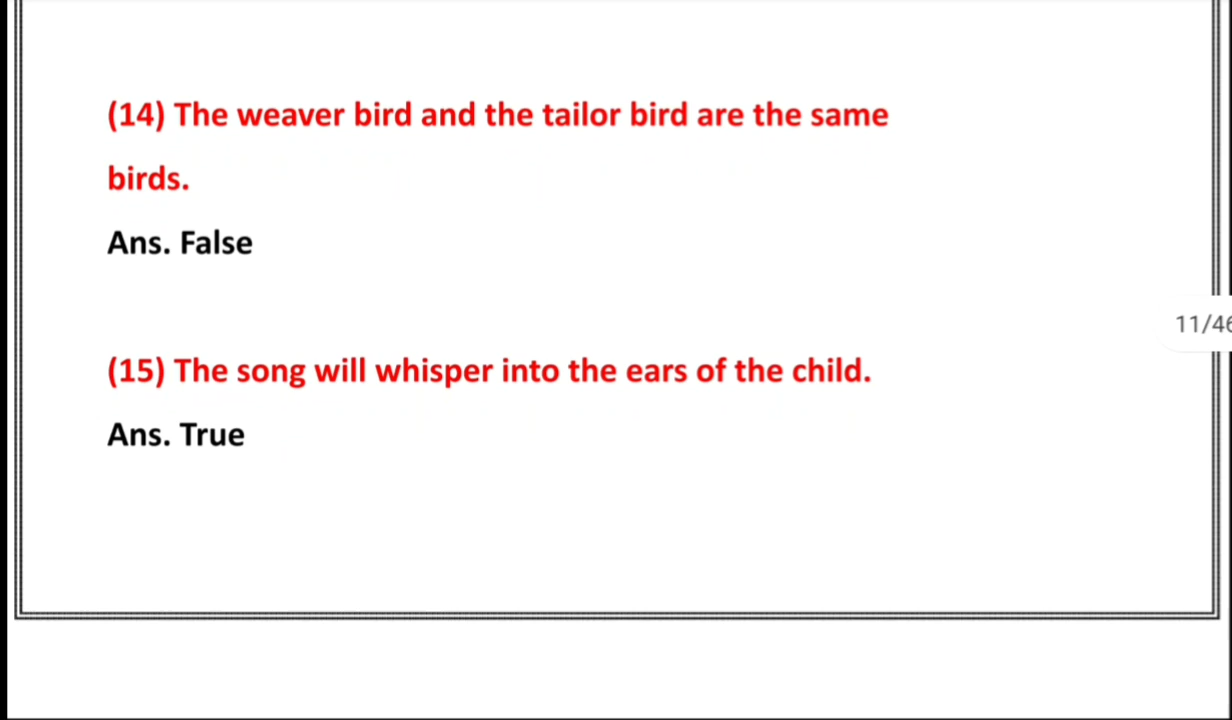 (14) The weaver bird and the tailor bird are the same
birds.
Ans. False
11/46
(15) The song will whisper into the ears of the child.
Ans. True